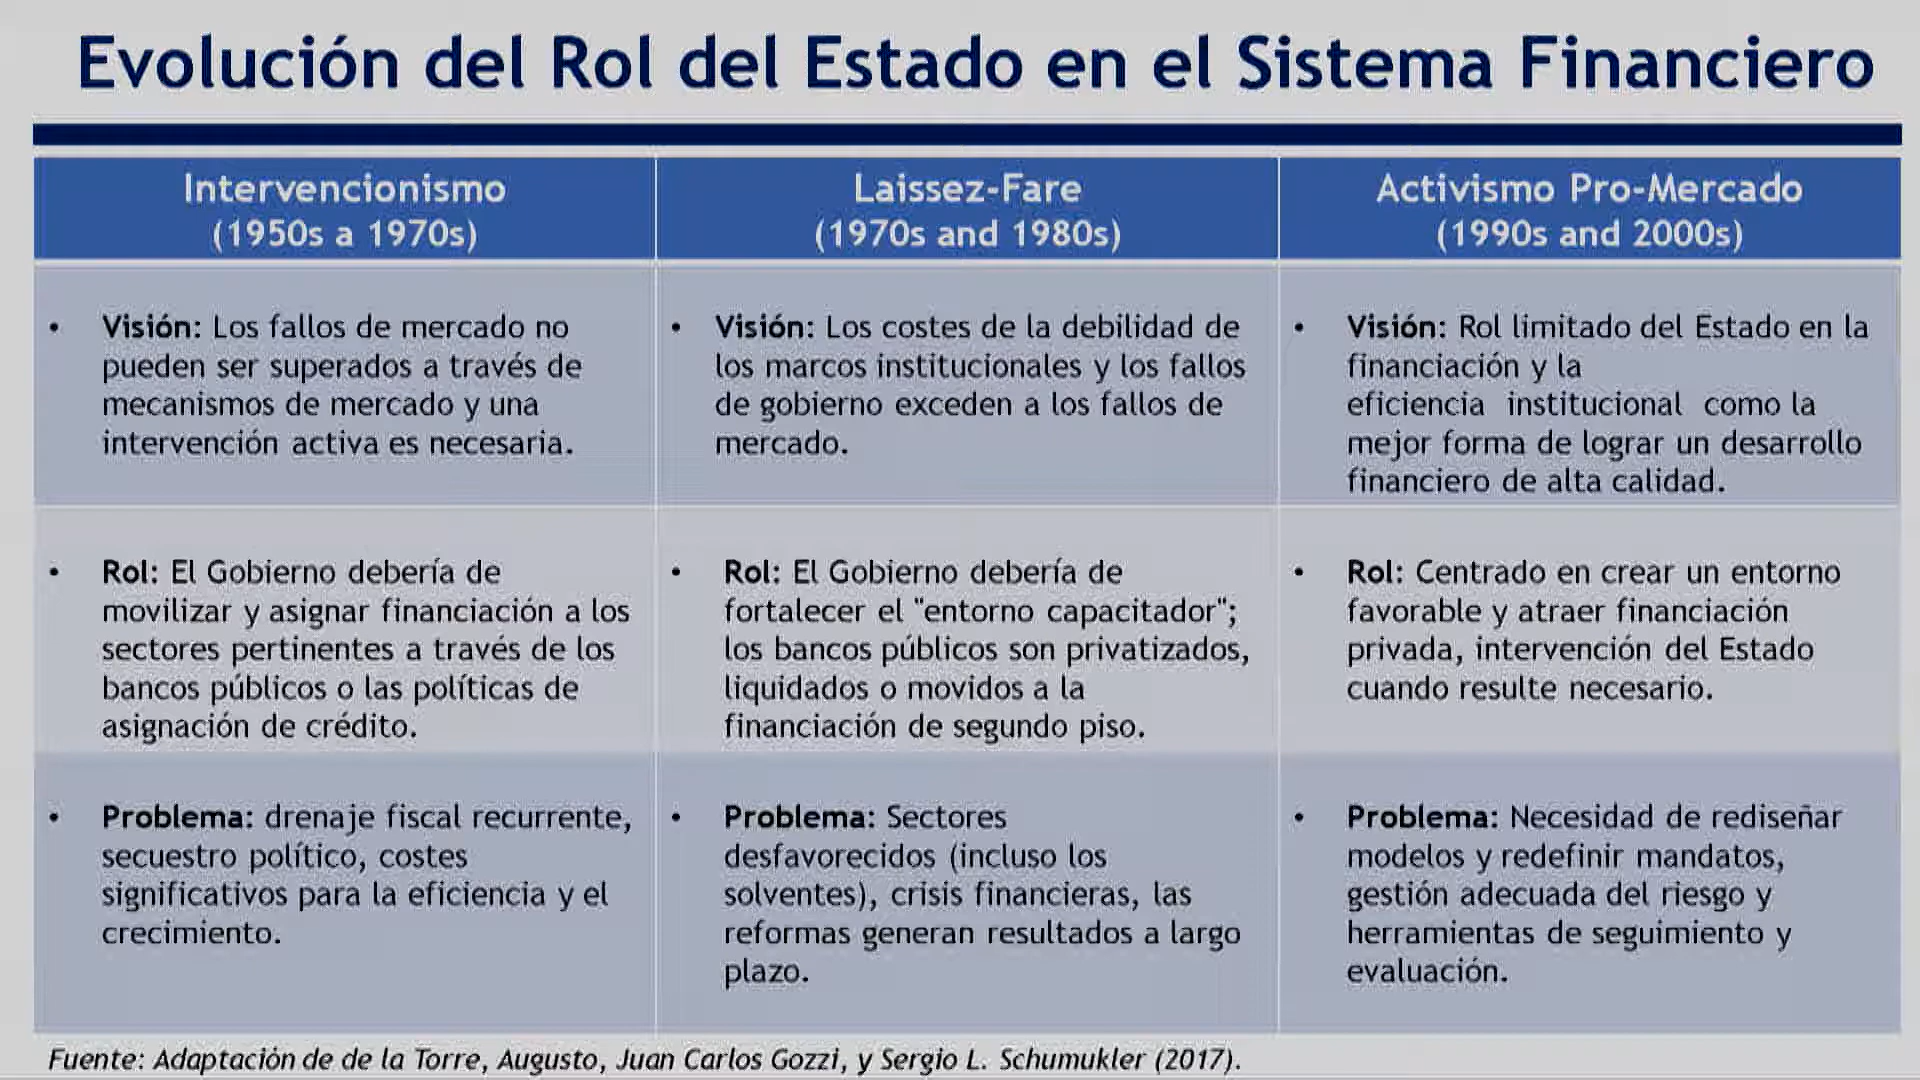 Evolución del Rol del Estado en el Sistema Financiero
Intervencionismo
(1950s a 1970s)
Laissez-Fare
(1970s and 1980s)
Activismo Pro-Mercado
(1990s and 2000s)
• Visión: Los fallos de mercado no
pueden ser superados a través de
mecanismos de mercado y una
intervención activa es necesaria.
• Visión: Los costes de la debilidad de
los marcos institucionales y los fallos
de gobierno exceden a los fallos de
mercado.
• Visión: Rol limitado del Estado en la
financiación y la
eficiencia institucional como la
mejor forma de lograr un desarrollo
financiero de alta calidad.
• Rol: El Gobierno debería de
movilizar y asignar financiación a los
sectores pertinentes a través de los
bancos públicos o las políticas de
asignación de crédito.
• Rol: El Gobierno debería de
fortalecer el "entorno capacitador";
los bancos públicos son privatizados,
liquidados o movidos a la
financiación de segundo piso.
• Rol: Centrado en crear un entorno
favorable y atraer financiación
privada, intervención del Estado
cuando resulte necesario.
• Problema: drenaje fiscal recurrente,
secuestro político, costes
significativos para la eficiencia y el
crecimiento.
• Problema: Sectores
desfavorecidos (incluso los
solventes), crisis financieras, las
reformas generan resultados a largo
plazo.
• Problema: Necesidad de rediseñar
modelos y redefinir mandatos,
gestión adecuada del riesgo y
herramientas de seguimiento y
evaluación.
Fuente: Adaptación de de la Torre, Augusto, Juan Carlos Gozzi, y Sergio L. Schumukler (2017).